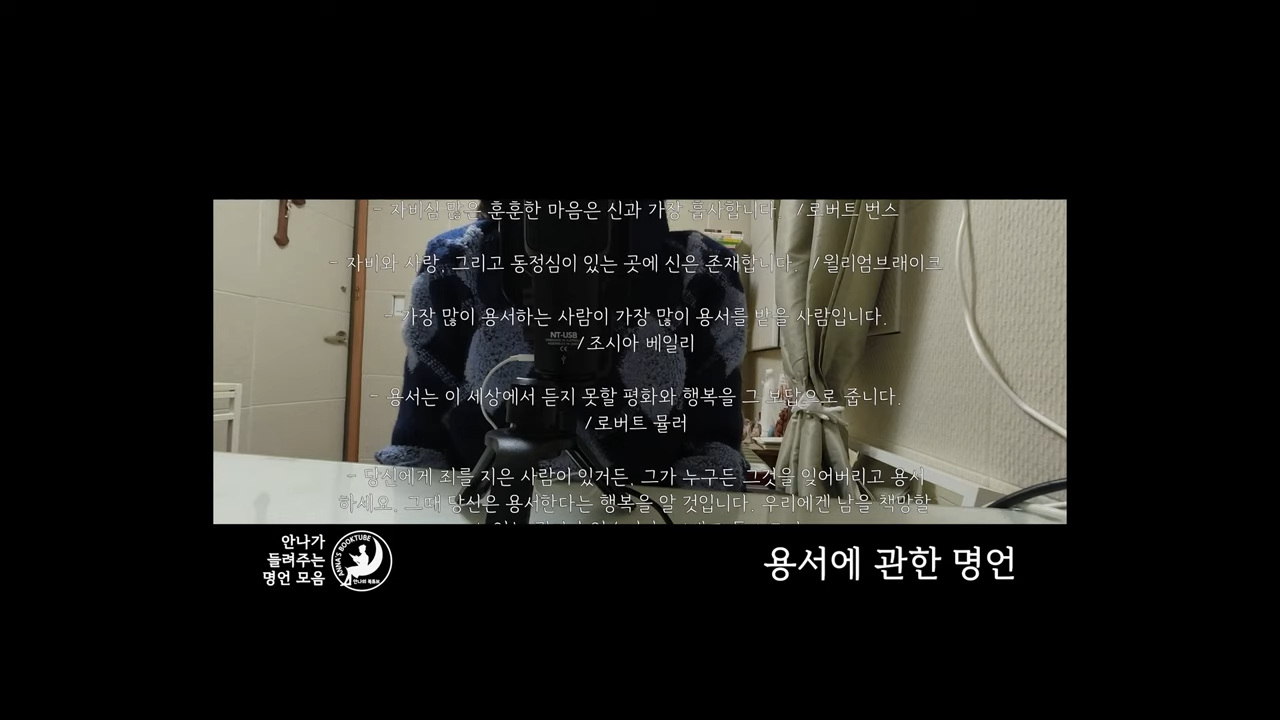 - 자비심 많은 훈훈한 마음은 신과 가장 흡사합니다. /로버트 번스
- 자비와 사랑, 그리고 동정심이 있는 곳에 신은 존재합니다. /윌리엄브래이크
- 가장 많이 용서하는 사람이 가장 많이 용서를 받을 사람입니다.
/조시아 베일리
NT-USB
- 용서는 이 세상에서 듣지 못할 평화와 행복을 그 보답으로 줍니다.
/로버트 뮬러
- 당신에게 죄를 지은 사람이 있거든, 그가 누구든 그것을 잊어버리고 용서
하세요. 그때 당신은 용서한다는 행복을 알 것입니다. 우리에겐 남을 책망할
안나가
들려주는
명언 모음
ANNA'S BOOKTUBE
안나의 북튜브
용서에 관한 명언